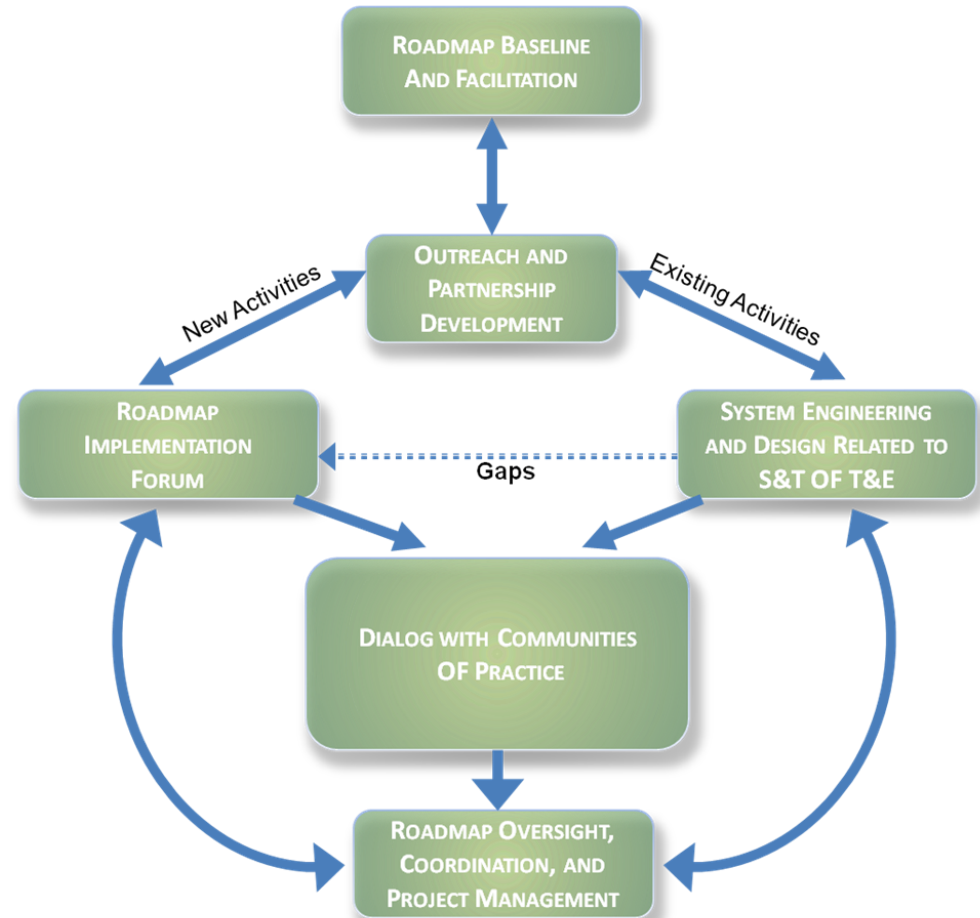 ROADMAP BASELINE
AND FACILITATION
OUTREACH AND
PARTNERSHIP
DEVELOPMENT
New Activities
Existing Activities
ROADMAP
IMPLEMENTATION
FORUM
SYSTEM ENGINEERING
AND DESIGN RELATED TO
S&T OF T&E
Gaps
DIALOG WITH COMMUNITIES
OF PRACTICE
ROADMAP OVERSIGHT,
COORDINATION, AND
PROJECT MANAGEMENT